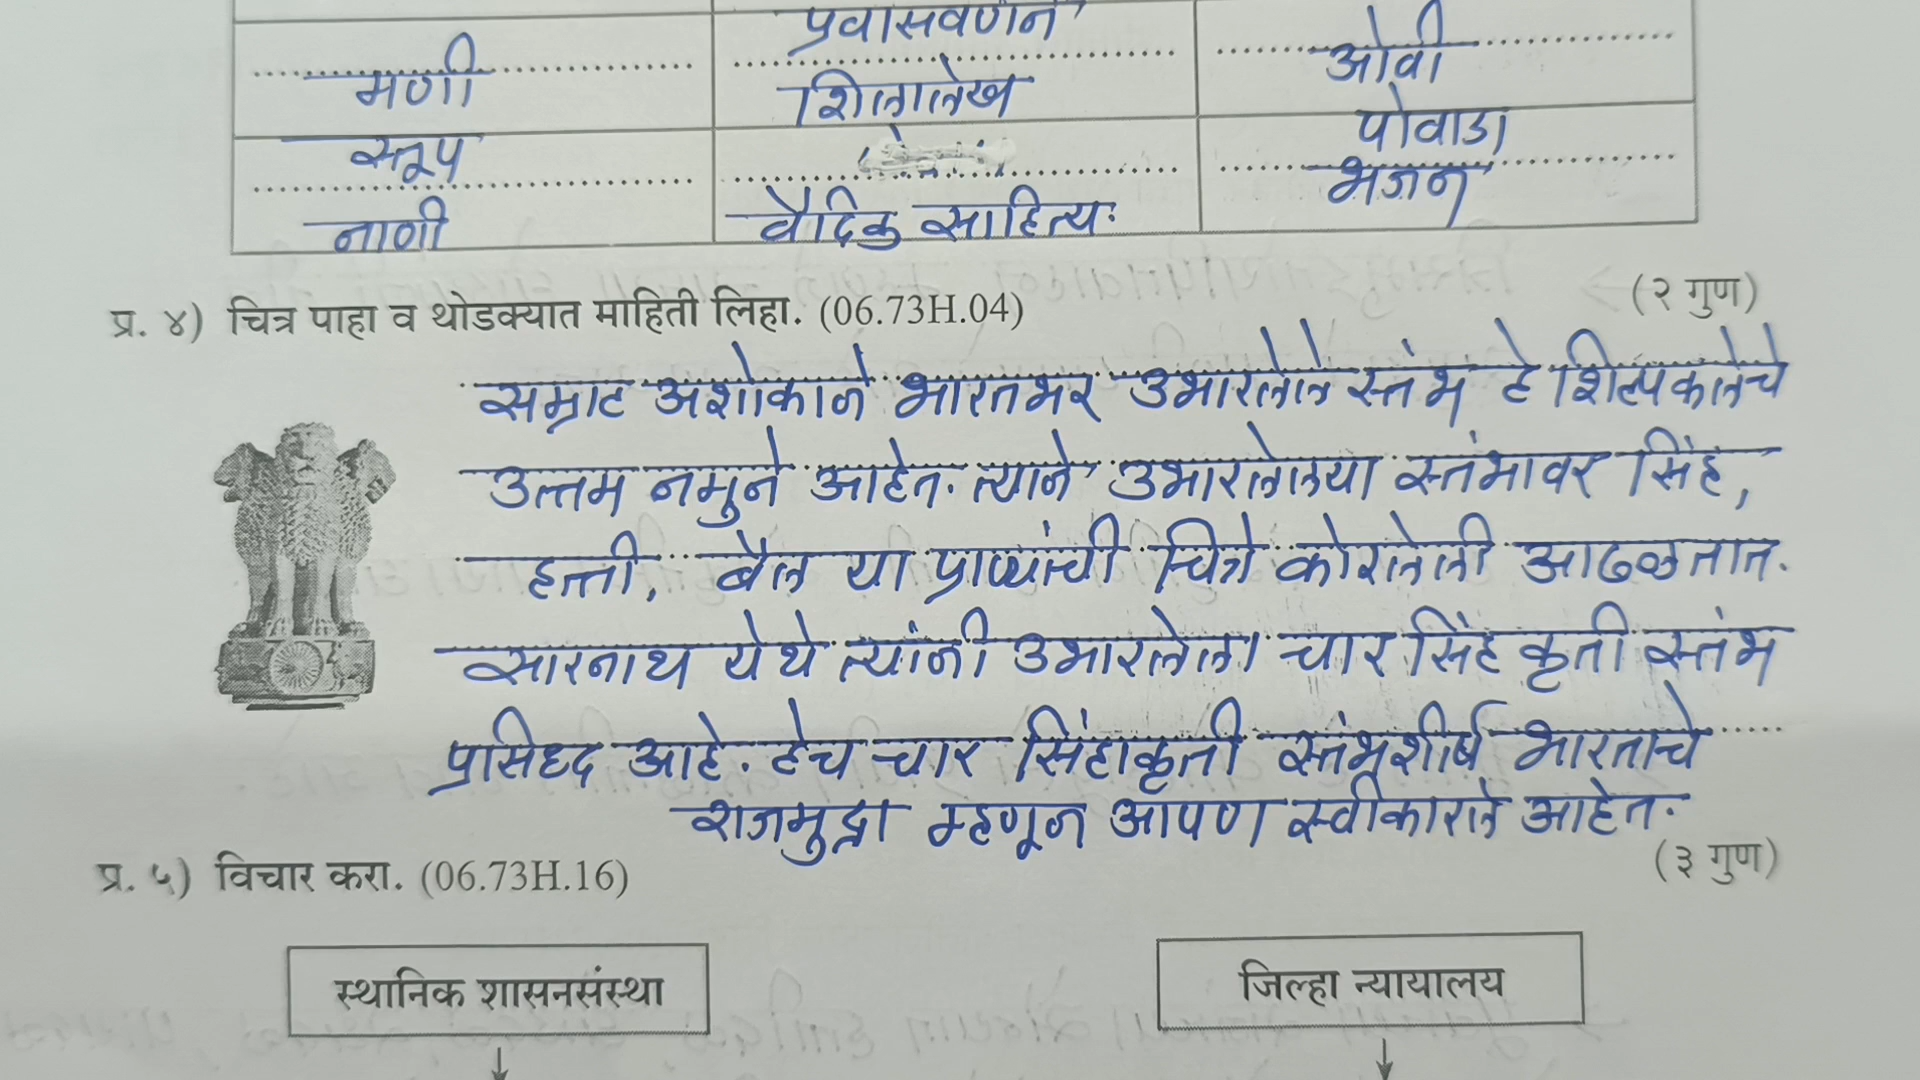 प्रवासवर्णन
मणी शिलालेख ओवी
स्तूप पोवाडा
नाणी वैदिक साहित्य. भजन
प्र. ४) चित्र पाहा व थोडक्यात माहिती लिहा. (06.73H.04) (२ गुण)
सम्राट अशोकाने भारतभर उभारलेले स्तंभ हे शिल्पकलेचे
उत्तम नमुने आहेत. त्याने उभारलेल्या स्तंभावर सिंह,
हत्ती, बैल या प्राण्यांची चित्रे कोरलेली आढळतात.
सारनाथ येथे त्यांनी उभारलेला चार सिंह कृती स्तंभ
प्रसिध्द आहे. हेच चार सिंहाकृती स्तंभशीर्ष भारताचे
राजमुद्रा म्हणून आपण स्वीकारले आहेत.
प्र. ५) विचार करा. (06.73H.16) (३ गुण)
स्थानिक शासनसंस्था जिल्हा न्यायालय